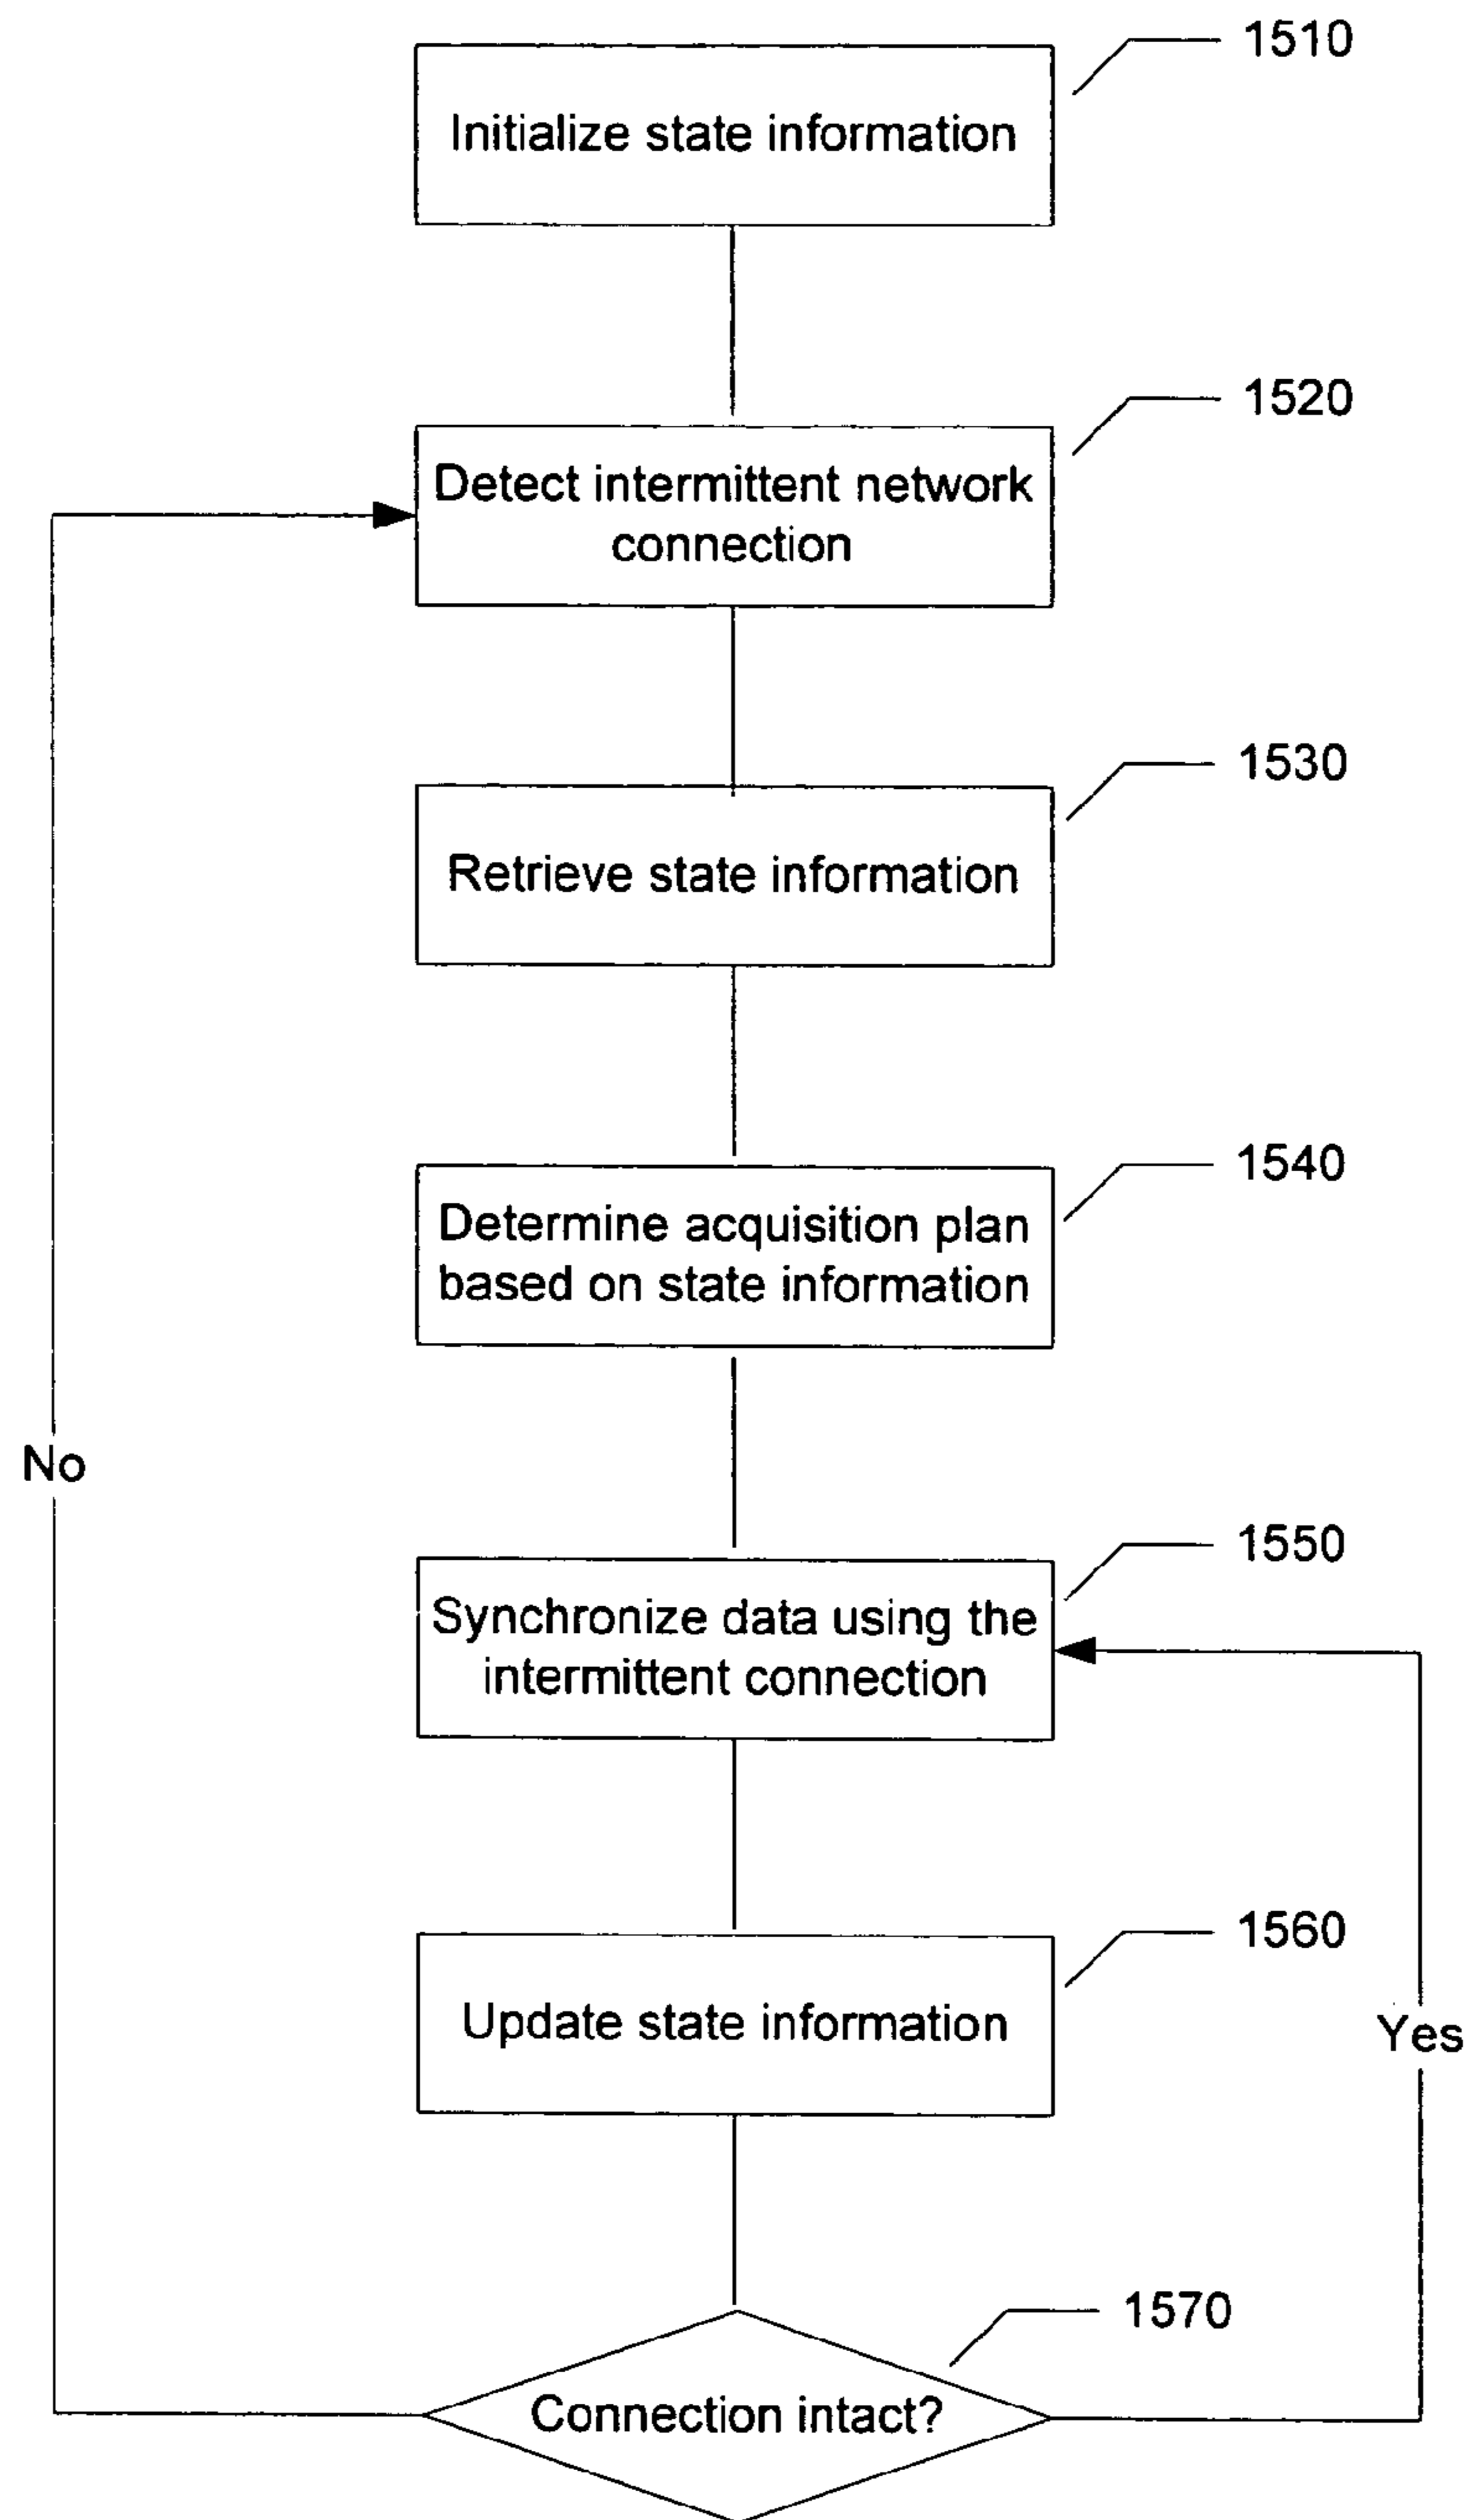 1510
Initialize state information
1520
Detect intermittent network
connection
1530
Retrieve state information
1540
Determine acquisition plan
based on state information
No
1550
Synchronize data using the
intermittent connection
1560
Update state information
Yes
1570
Connection intact?